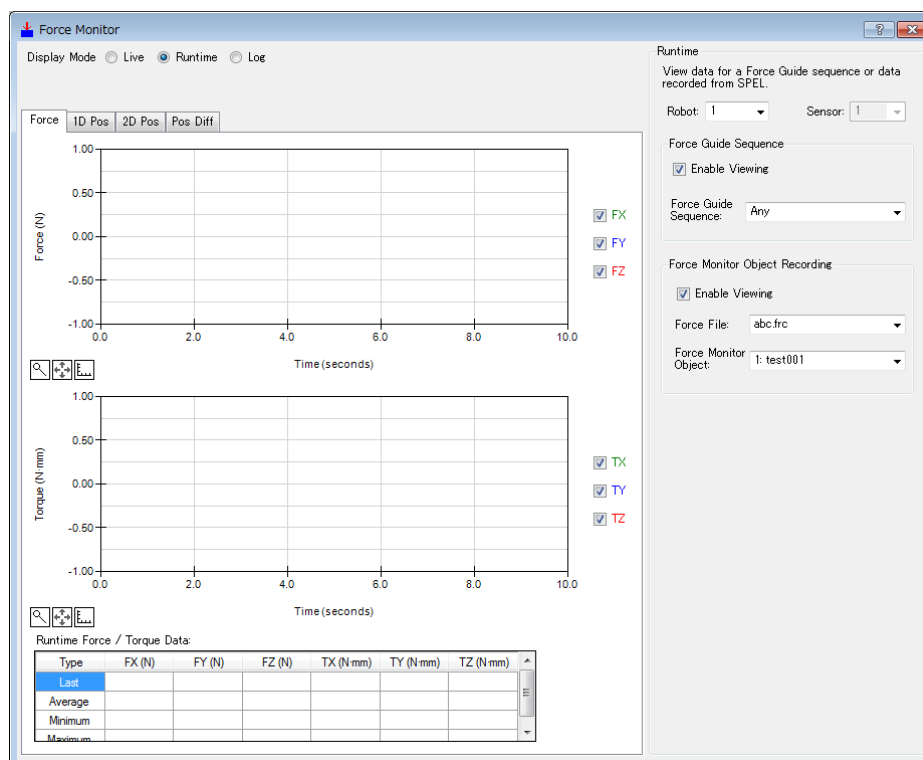 Force Monitor
Display Mode Live Runtime Log
Force 1D Pos 2D Pos Pos Diff
1.00
0.50
0.00
-0.50
-1.00
Force (N)
0.0 2.0 4.0 6.0 8.0 10.0
Time (seconds)
FX
FY
FZ
1.00
0.50
0.00
-0.50
-1.00
Torque (N·mm)
0.0 2.0 4.0 6.0 8.0 10.0
Time (seconds)
TX
TY
TZ
Runtime Force / Torque Data:
Type FX (N) FY (N) FZ (N) TX (N·mm) TY (N·mm) TZ (N·mm)
Last
Average
Minimum
Maximum
Runtime
View data for a Force Guide sequence or data
recorded from SPEL.
Robot: 1 Sensor: 1
Force Guide Sequence
Enable Viewing
Force Guide
Sequence: Any
Force Monitor Object Recording
Enable Viewing
Force File: abc.frc
Force Monitor
Object: 1: test001